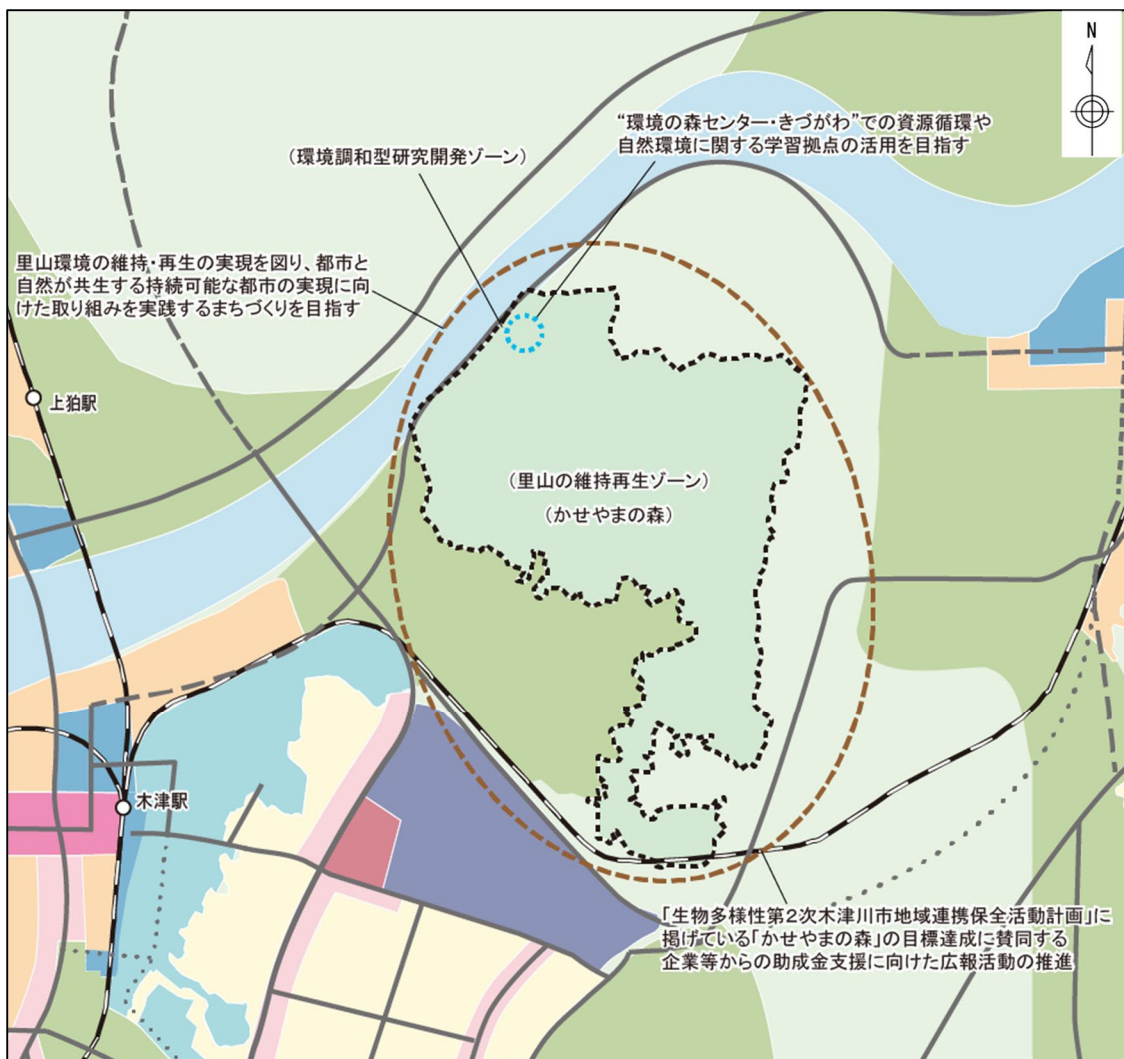 N
“環境の森センター・きづがわ”での資源循環や
自然環境に関する学習拠点の活用を目指す
（環境調和型研究開発ゾーン）
里山環境の維持・再生の実現を図り、都市と
自然が共生する持続可能な都市の実現に向
けた取り組みを実践するまちづくりを目指す
上狛駅
（里山の維持再生ゾーン）
（かせやまの森）
木津駅
「生物多様性第2次木津川市地域連携保全活動計画」に
掲げている「かせやまの森」の目標達成に賛同する
企業等からの助成金支援に向けた広報活動の推進